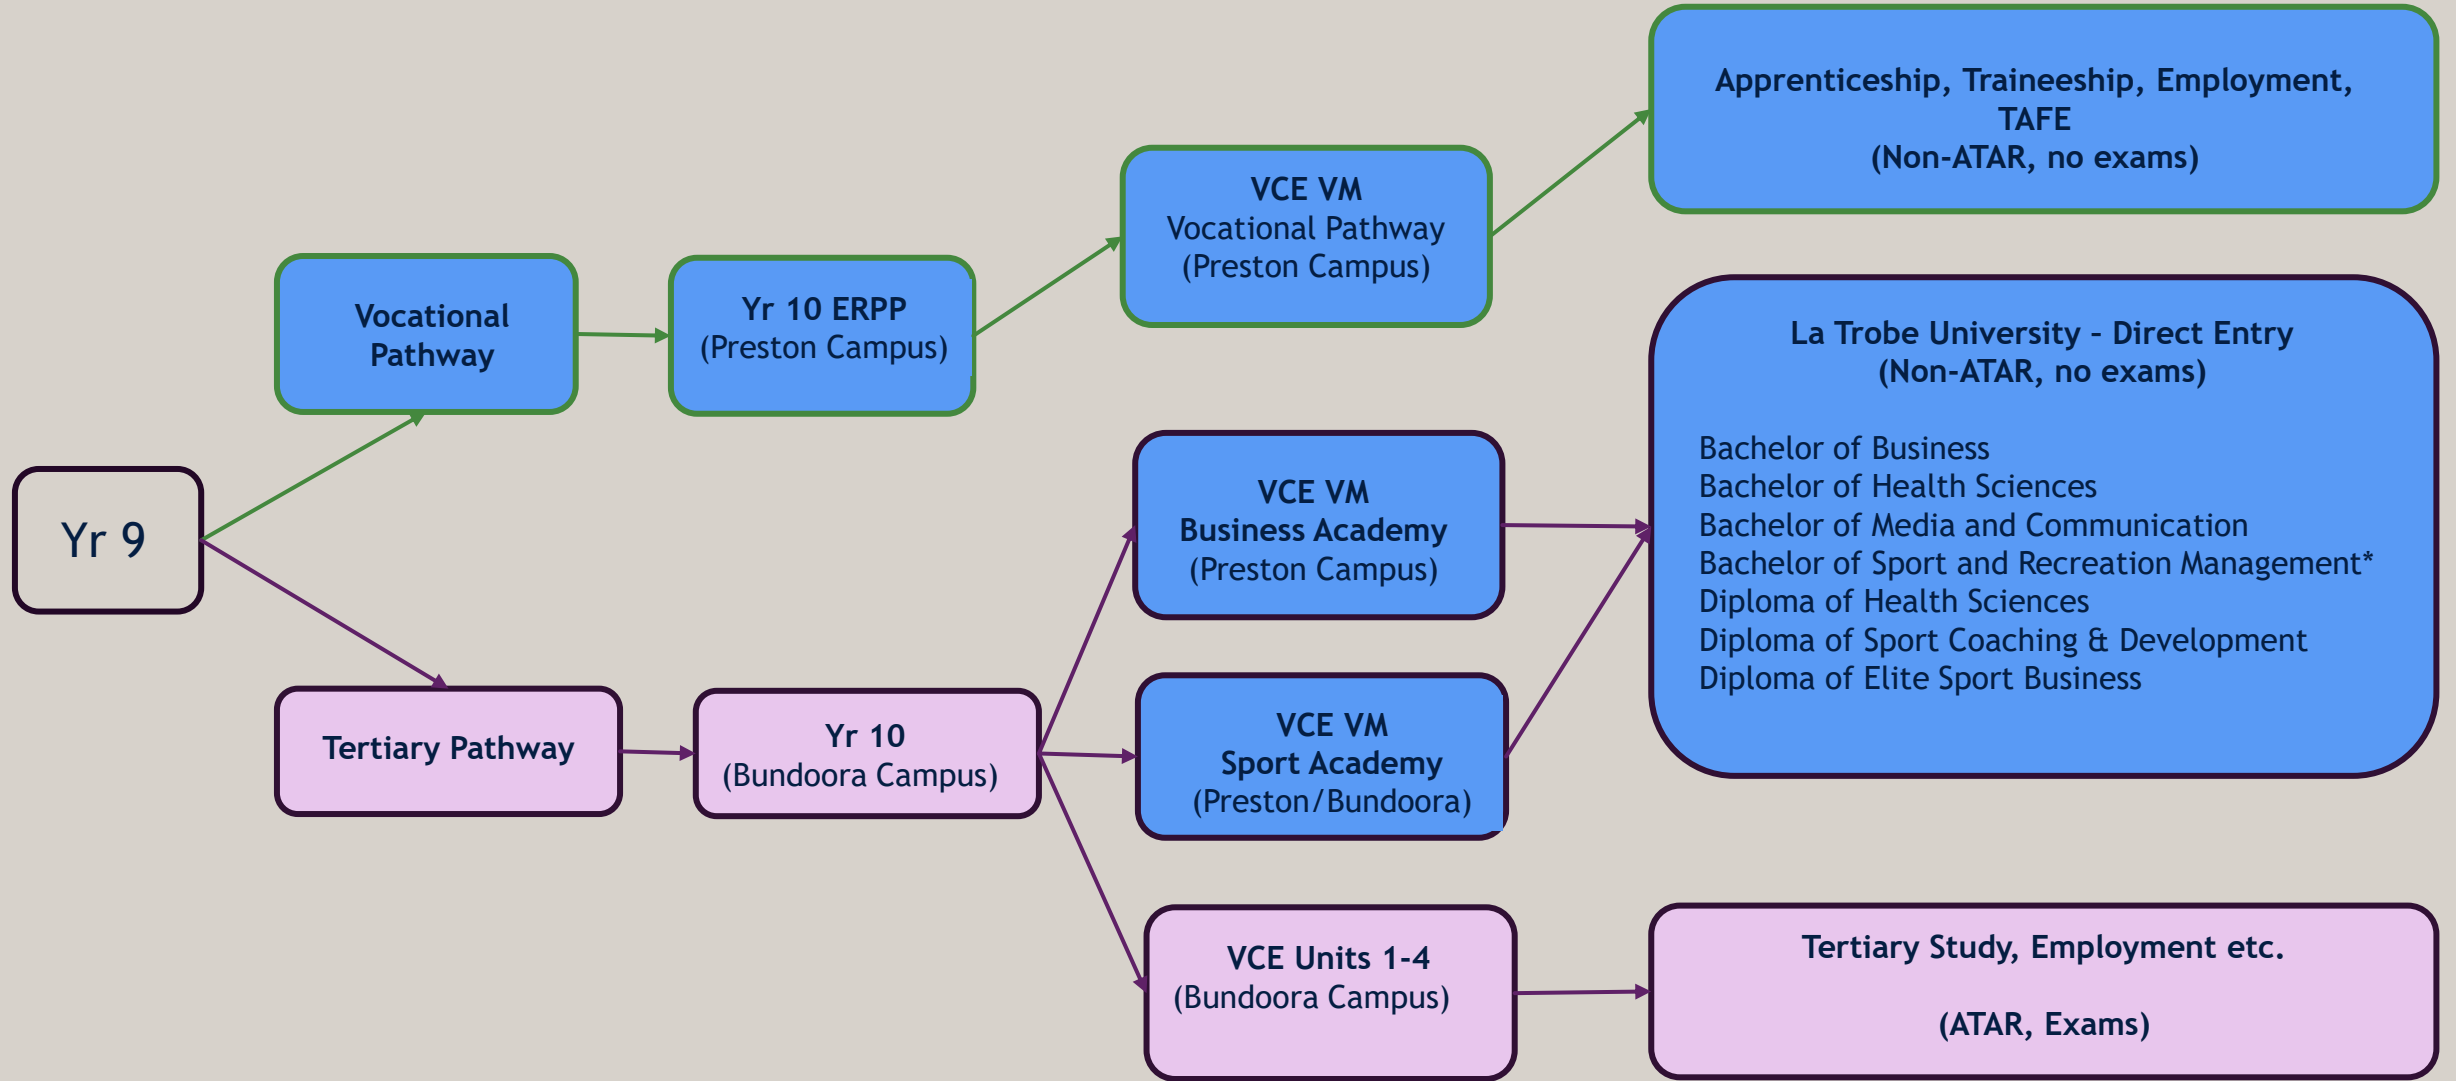 Yr 9
Vocational
Pathway
Yr 10 ERPP
(Preston Campus)
VCE VM
Vocational Pathway
(Preston Campus)
Apprenticeship, Traineeship, Employment,
TAFE
(Non-ATAR, no exams)
Tertiary Pathway
Yr 10
(Bundoora Campus)
VCE VM
Business Academy
(Preston Campus)
VCE VM
Sport Academy
(Preston/Bundoora)
La Trobe University – Direct Entry
(Non-ATAR, no exams)
Bachelor of Business
Bachelor of Health Sciences
Bachelor of Media and Communication
Bachelor of Sport and Recreation Management*
Diploma of Health Sciences
Diploma of Sport Coaching & Development
Diploma of Elite Sport Business
VCE Units 1-4
(Bundoora Campus)
Tertiary Study, Employment etc.
(ATAR, Exams)